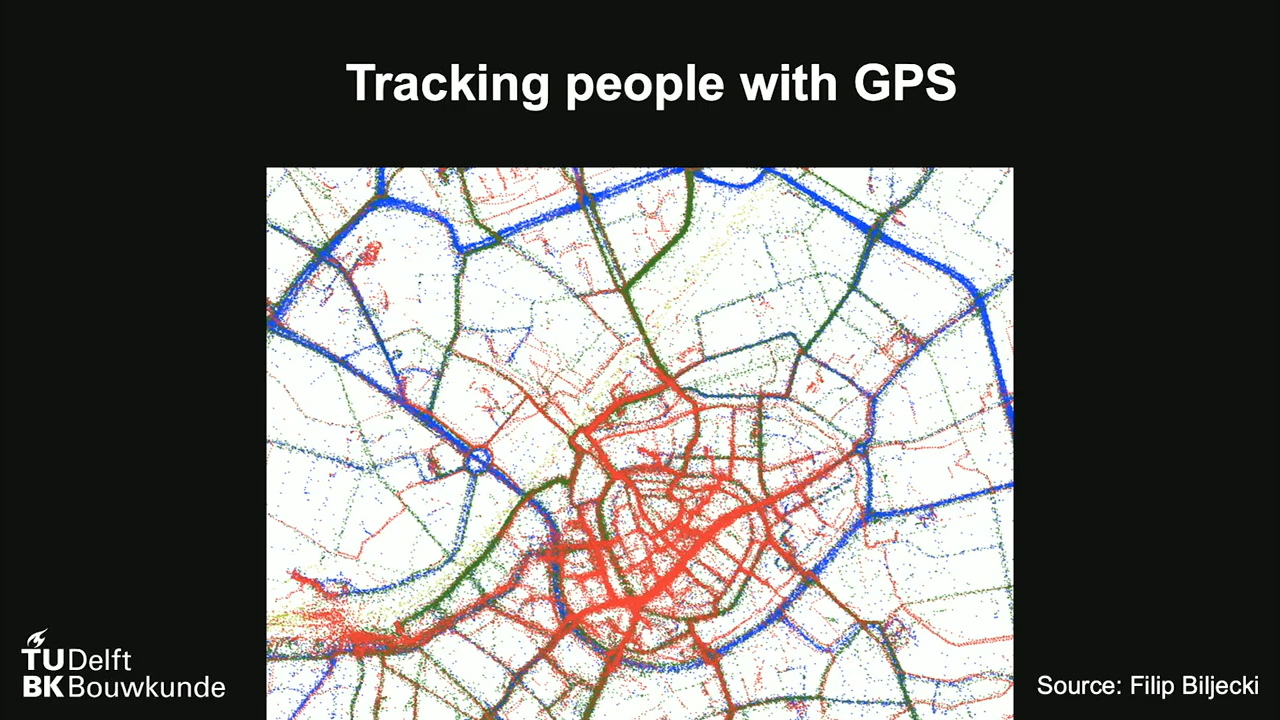 Tracking people with GPS
TU Delft
BK Bouwkunde
Source: Filip Biljecki